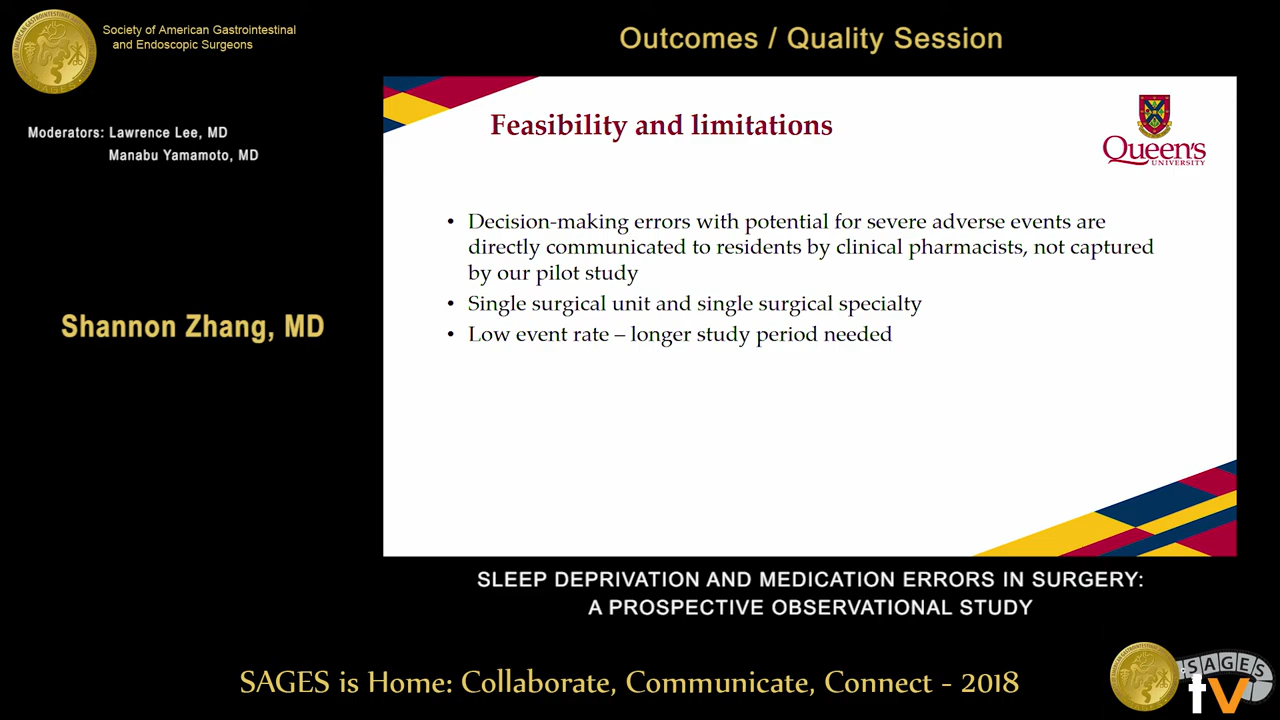 Society of American Gastrointestinal
and Endoscopic Surgeons
Outcomes / Quality Session
Moderators: Lawrence Lee, MD
Manabu Yamamoto, MD
Shannon Zhang, MD
Feasibility and limitations
Queen's
UNIVERSITY
• Decision-making errors with potential for severe adverse events are
directly communicated to residents by clinical pharmacists, not captured
by our pilot study
• Single surgical unit and single surgical specialty
• Low event rate – longer study period needed
SLEEP DEPRIVATION AND MEDICATION ERRORS IN SURGERY:
A PROSPECTIVE OBSERVATIONAL STUDY
SAGES is Home: Collaborate, Communicate, Connect - 2018
SAGES
tv